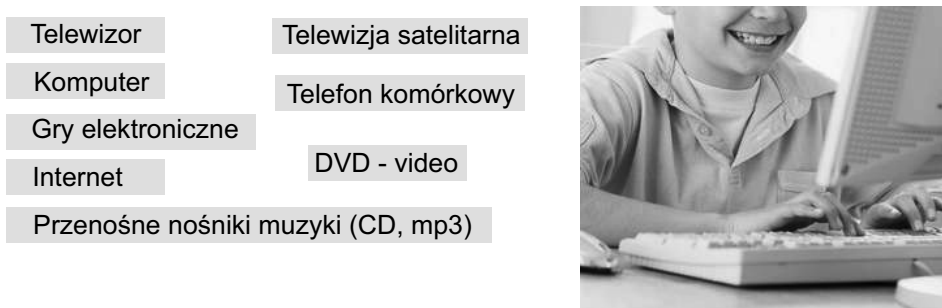 Telewizor
Komputer
Gry elektroniczne
Internet
Przenośne nośniki muzyki (CD, mp3)
Telewizja satelitarna
Telefon komórkowy
DVD - video